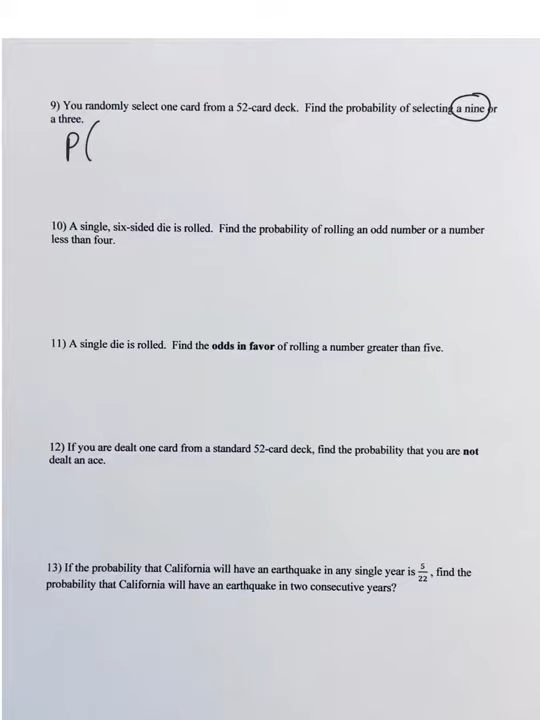 9) You randomly select one card from a 52-card deck.  Find the probability of selecting a nine or
a three.
P(
10) A single, six-sided die is rolled.  Find the probability of rolling an odd number or a number
less than four.
11) A single die is rolled.  Find the odds in favor of rolling a number greater than five.
12) If you are dealt one card from a standard 52-card deck, find the probability that you are not
dealt an ace.
13) If the probability that California will have an earthquake in any single year is 5/22, find the
probability that California will have an earthquake in two consecutive years?